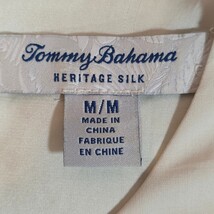 Tommy Bahama
HERITAGE SILK
M/M
MADE IN
CHINA
FABRIQUE
EN CHINE